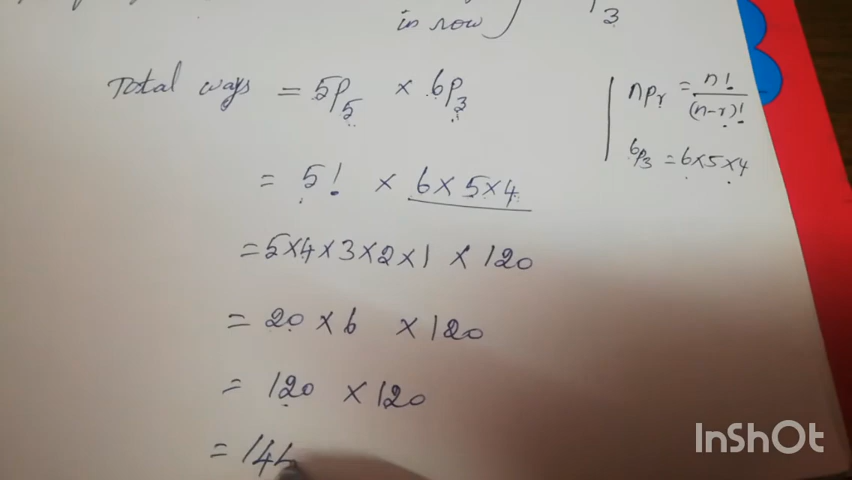 in row
3
Total ways = 5P5 × 6P3
nPr = n! / (n-r)!
6P3 = 6×5×4
= 5! × 6×5×4
= 5×4×3×2×1 × 120
= 20 × 6 × 120
= 120 × 120
= 144
InShOt